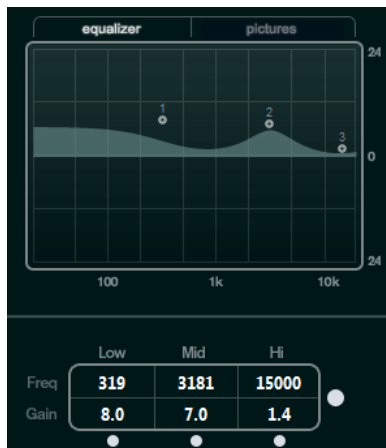 equalizer pictures
24
1 2 3
0
24
100 1k 10k
Low Mid Hi
Freq 319 3181 15000
Gain 8.0 7.0 1.4